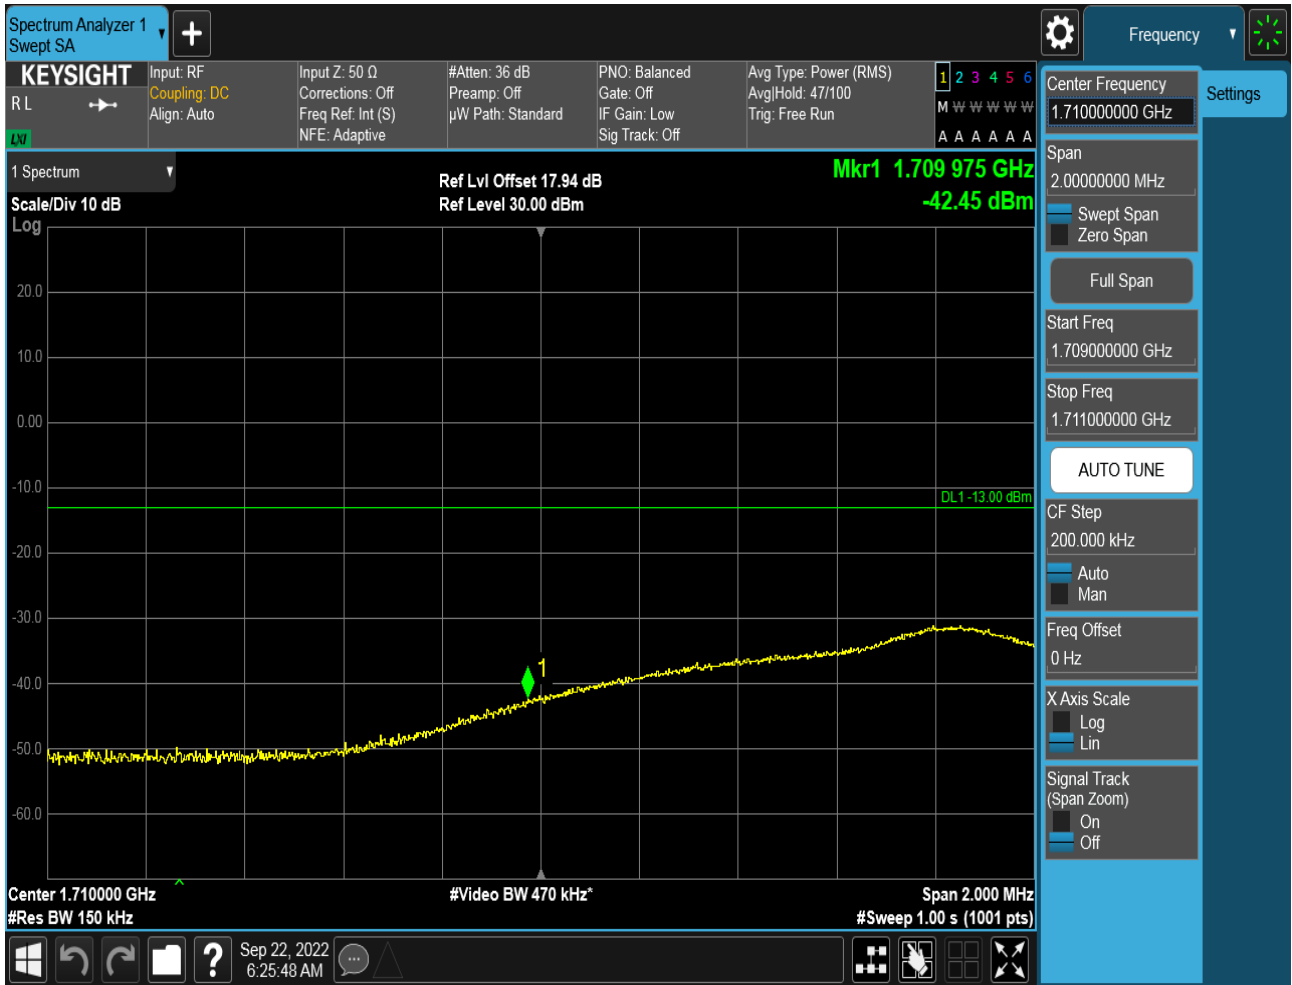 Spectrum Analyzer 1
Swept SA
Frequency
KEYSIGHT
R L
LXI
Input: RF
Coupling: DC
Align: Auto
Input Z: 50 Ω
Corrections: Off
Freq Ref: Int (S)
NFE: Adaptive
#Atten: 36 dB
Preamp: Off
µW Path: Standard
PNO: Balanced
Gate: Off
IF Gain: Low
Sig Track: Off
Avg Type: Power (RMS)
Avg|Hold: 47/100
Trig: Free Run
1 2 3 4 5 6
M W W W W W
A A A A A A
1 Spectrum
Scale/Div 10 dB
Log
Ref Lvl Offset 17.94 dB
Ref Level 30.00 dBm
Mkr1 1.709 975 GHz
-42.45 dBm
20.0
10.0
0.00
-10.0
DL1 -13.00 dBm
-20.0
-30.0
1
-40.0
-50.0
-60.0
Center 1.710000 GHz
#Video BW 470 kHz*
Span 2.000 MHz
#Res BW 150 kHz
#Sweep 1.00 s (1001 pts)
Center Frequency
1.710000000 GHz
Settings
Span
2.00000000 MHz
Swept Span
Zero Span
Full Span
Start Freq
1.709000000 GHz
Stop Freq
1.711000000 GHz
AUTO TUNE
CF Step
200.000 kHz
Auto
Man
Freq Offset
0 Hz
X Axis Scale
Log
Lin
Signal Track
(Span Zoom)
On
Off
?
Sep 22, 2022
6:25:48 AM